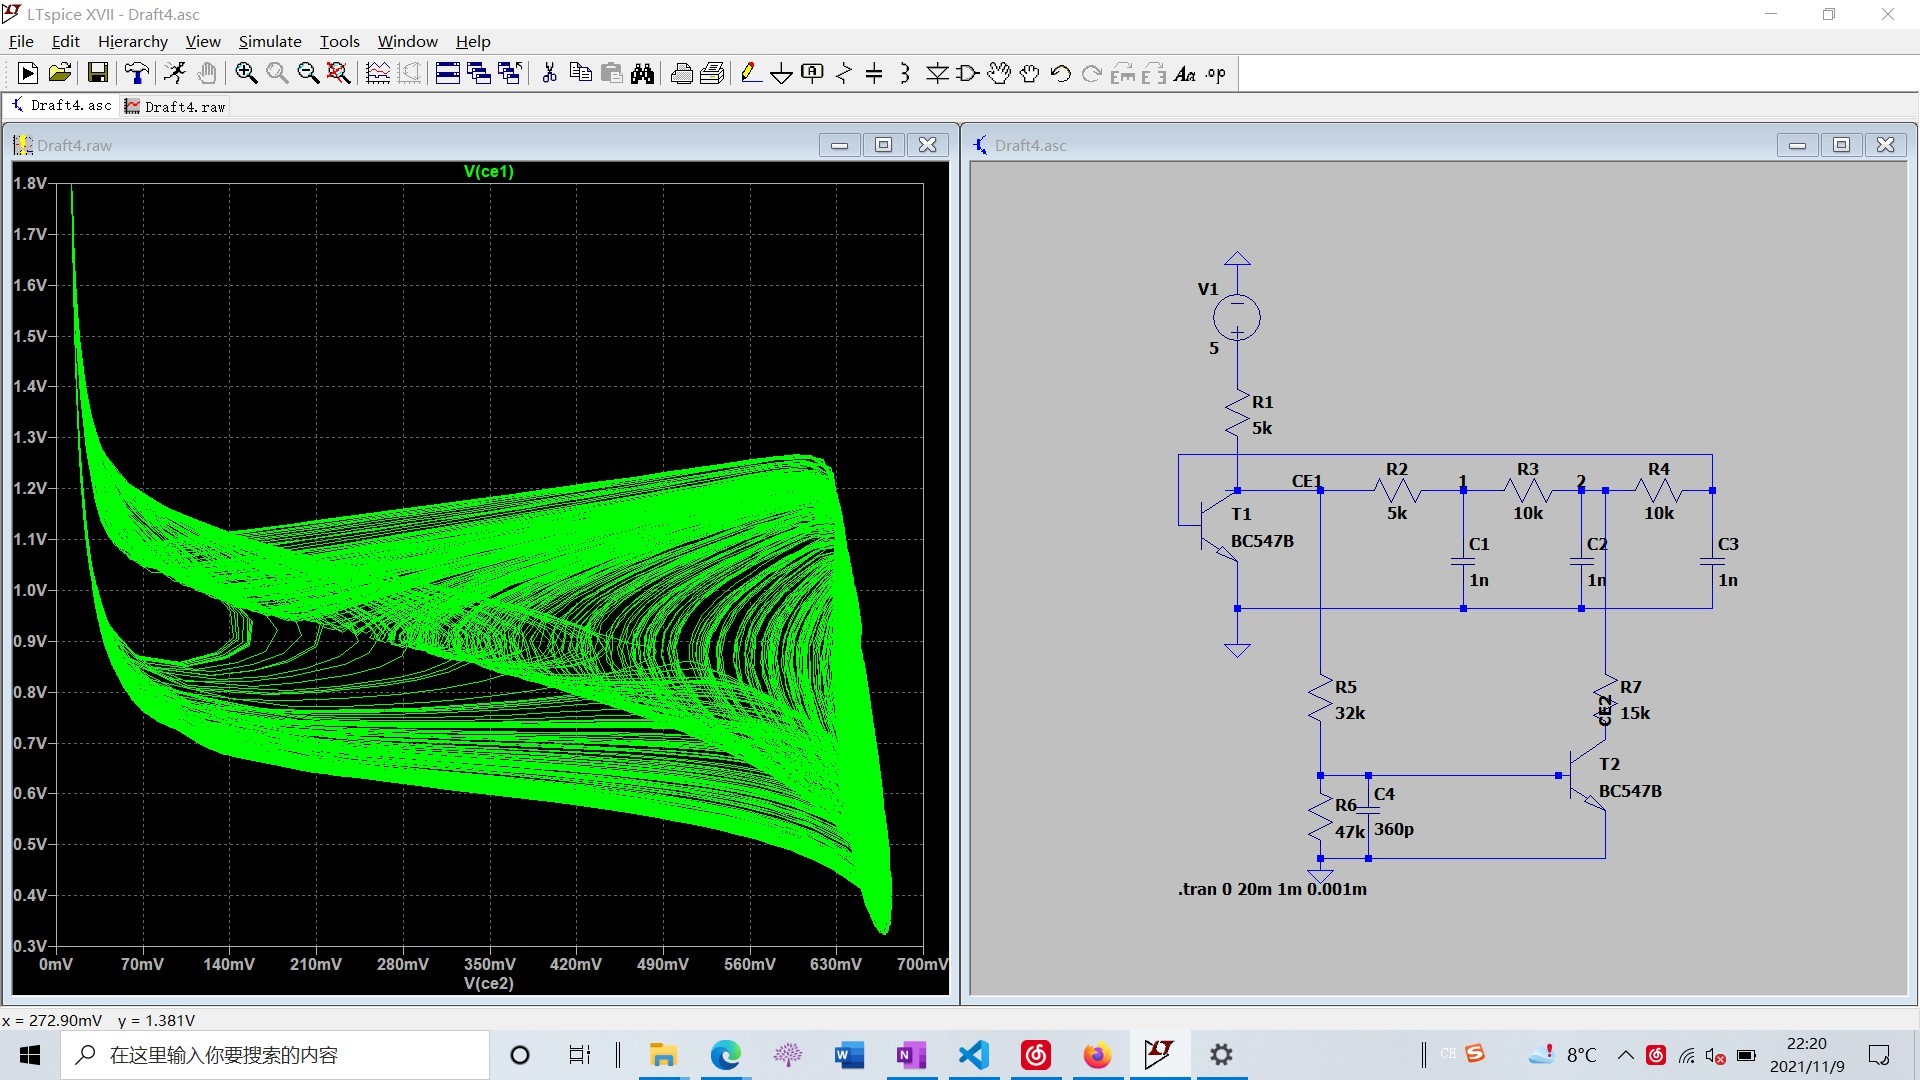 LTspice XVII - Draft4.asc
File Edit Hierarchy View Simulate Tools Window Help
Draft4.asc Draft4.raw
Draft4.raw
V(ce1)
1.8V
1.7V
1.6V
1.5V
1.4V
1.3V
1.2V
1.1V
1.0V
0.9V
0.8V
0.7V
0.6V
0.5V
0.4V
0.3V
0mV 70mV 140mV 210mV 280mV 350mV 420mV 490mV 560mV 630mV 700mV
V(ce2)
Draft4.asc
V1
5
R1
5k
CE1
R2
5k
1
R3
10k
2
R4
10k
T1
BC547B
C1
1n
C2
1n
C3
1n
R5
32k
R7
15k
CE2
T2
BC547B
R6
47k
C4
360p
.tran 0 20m 1m 0.001m
x = 272.90mV y = 1.381V
在这里输入你要搜索的内容
CH
8°C
22:20
2021/11/9